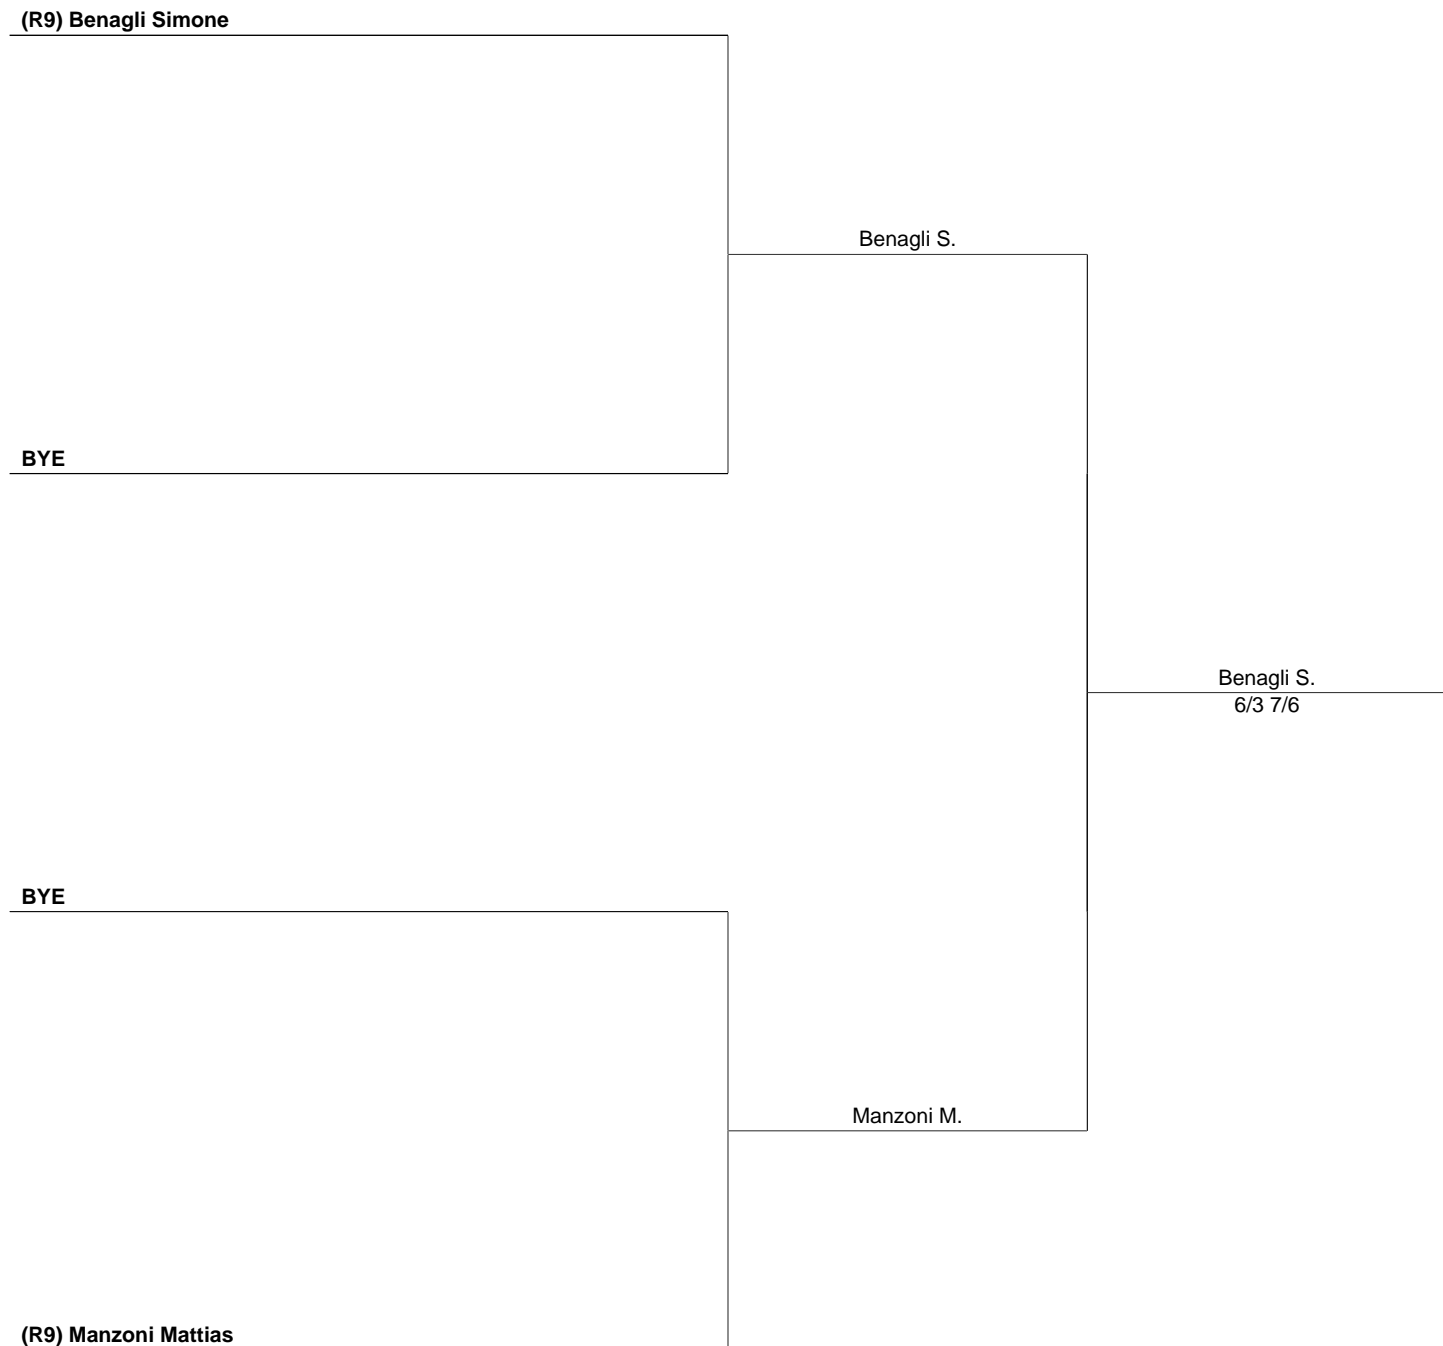 (R9) Benagli Simone
Benagli S.
BYE
Benagli S.
6/3 7/6
BYE
Manzoni M.
(R9) Manzoni Mattias